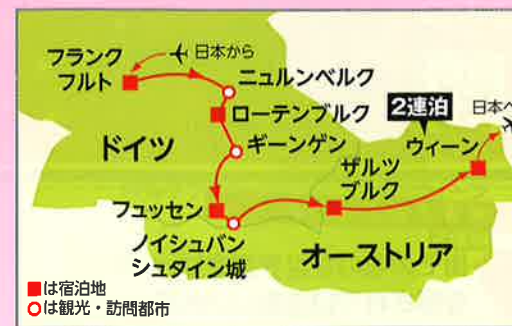 フランク
フルト
日本から
ニュルンベルク
ローテンブルク
2連泊
日本へ
ドイツ
ギーンゲン
ウィーン
ザルツ
ブルク
フュッセン
ノイシュバン
シュタイン城
オーストリア
■は宿泊地
○は観光・訪問都市